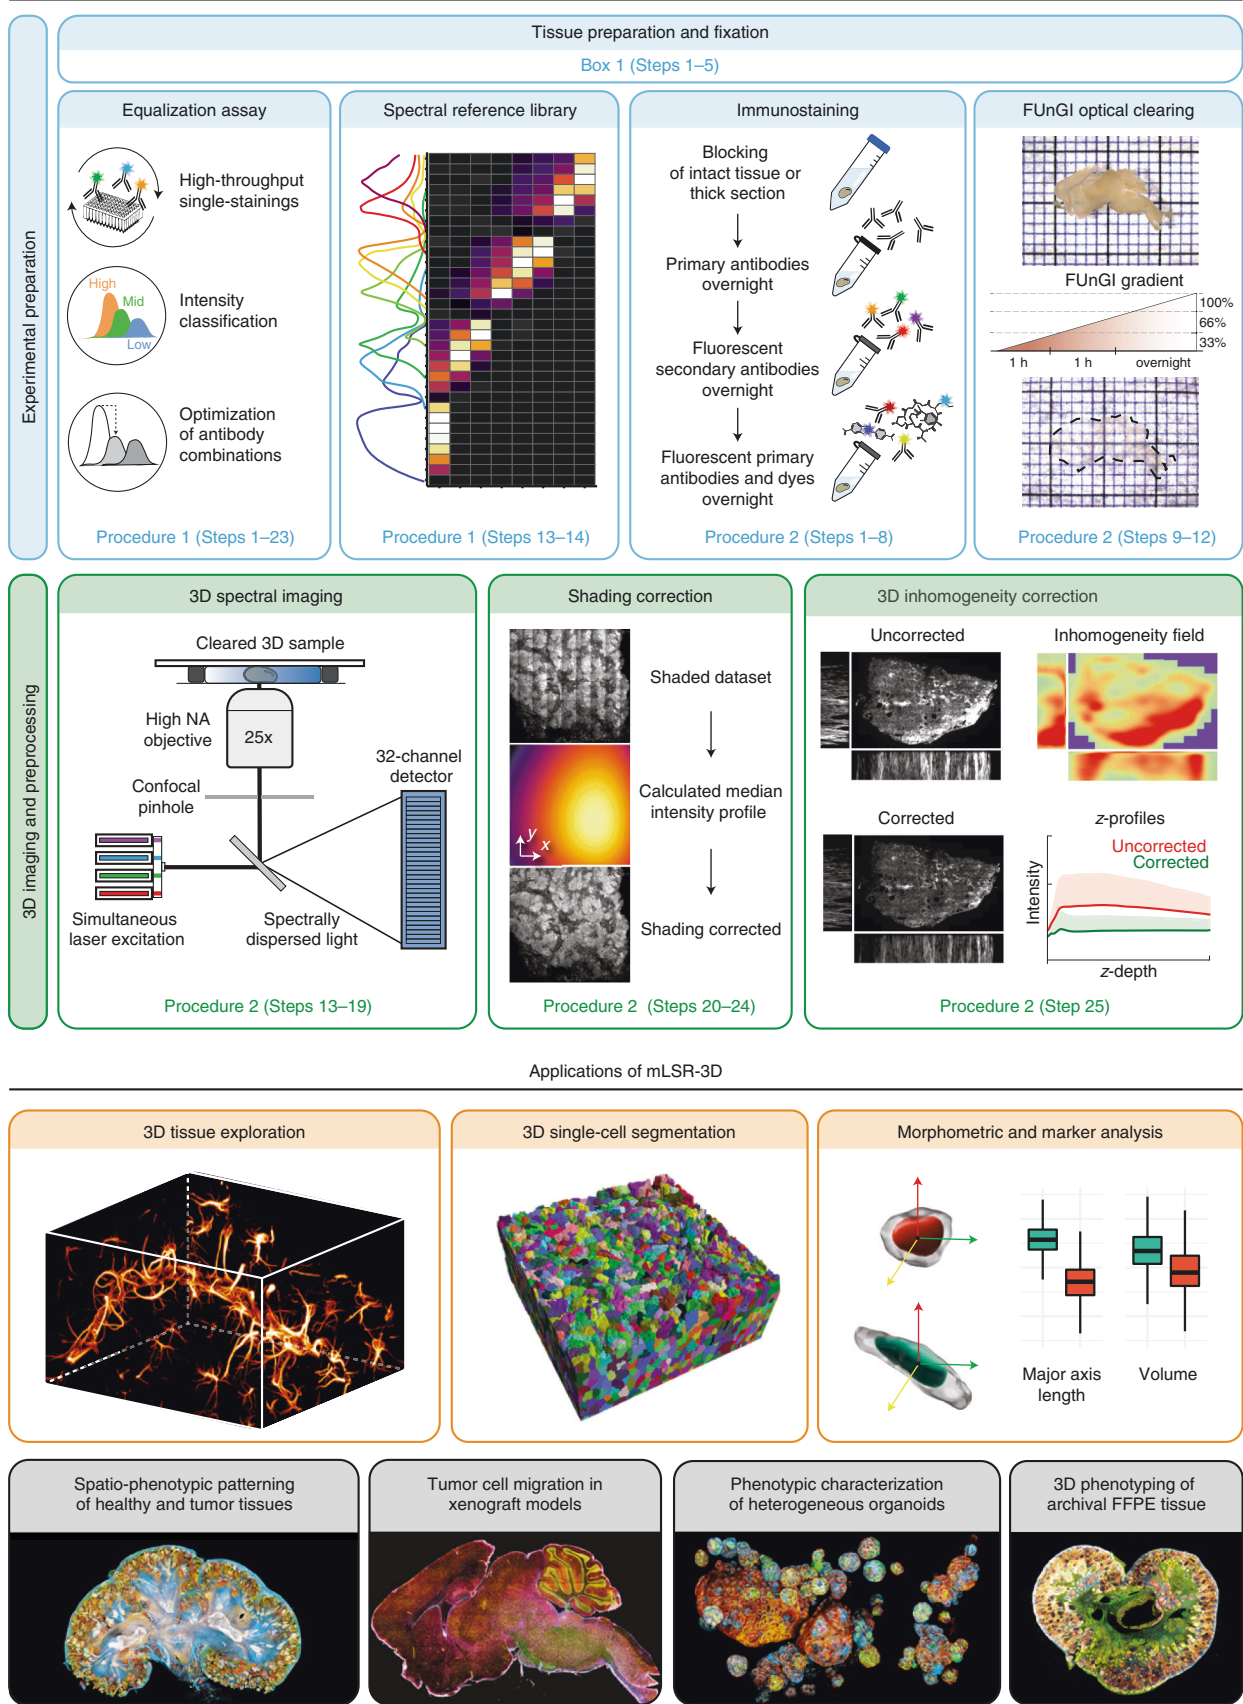 Experimental preparation
Tissue preparation and fixation
Box 1 (Steps 1–5)
Equalization assay
High-throughput
single-stainings
High
Mid
Low
Intensity
classification
Optimization
of antibody
combinations
Procedure 1 (Steps 1–23)
Spectral reference library
Procedure 1 (Steps 13–14)
Immunostaining
Blocking
of intact tissue or
thick section
Primary antibodies
overnight
Fluorescent
secondary antibodies
overnight
Fluorescent primary
antibodies and dyes
overnight
Procedure 2 (Steps 1–8)
FUnGI optical clearing
FUnGI gradient
100%
66%
33%
1 h
1 h
overnight
Procedure 2 (Steps 9–12)
3D imaging and preprocessing
3D spectral imaging
Cleared 3D sample
High NA
objective
25x
32-channel
detector
Confocal
pinhole
Simultaneous
laser excitation
Spectrally
dispersed light
Procedure 2 (Steps 13–19)
Shading correction
Shaded dataset
Calculated median
intensity profile
y
x
Shading corrected
Procedure 2 (Steps 20–24)
3D inhomogeneity correction
Uncorrected
Inhomogeneity field
Corrected
z-profiles
Uncorrected
Corrected
Intensity
z-depth
Procedure 2 (Step 25)
Applications of mLSR-3D
3D tissue exploration
3D single-cell segmentation
Morphometric and marker analysis
Major axis
length
Volume
Spatio-phenotypic patterning
of healthy and tumor tissues
Tumor cell migration in
xenograft models
Phenotypic characterization
of heterogeneous organoids
3D phenotyping of
archival FFPE tissue